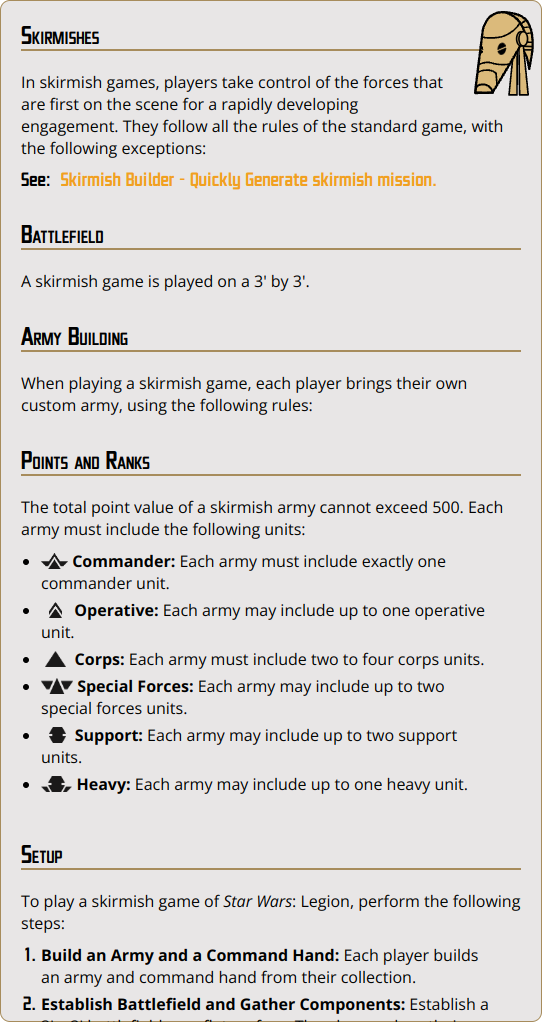 Skirmishes
In skirmish games, players take control of the forces that
are first on the scene for a rapidly developing
engagement. They follow all the rules of the standard game, with
the following exceptions:
See: Skirmish Builder - Quickly Generate skirmish mission.
Battlefield
A skirmish game is played on a 3' by 3'.
Army Building
When playing a skirmish game, each player brings their own
custom army, using the following rules:
Points and Ranks
The total point value of a skirmish army cannot exceed 500. Each
army must include the following units:
• Commander: Each army must include exactly one
commander unit.
• Operative: Each army may include up to one operative
unit.
• Corps: Each army must include two to four corps units.
• Special Forces: Each army may include up to two
special forces units.
• Support: Each army may include up to two support
units.
• Heavy: Each army may include up to one heavy unit.
Setup
To play a skirmish game of Star Wars: Legion, perform the following
steps:
1. Build an Army and a Command Hand: Each player builds
an army and command hand from their collection.
2. Establish Battlefield and Gather Components: Establish a